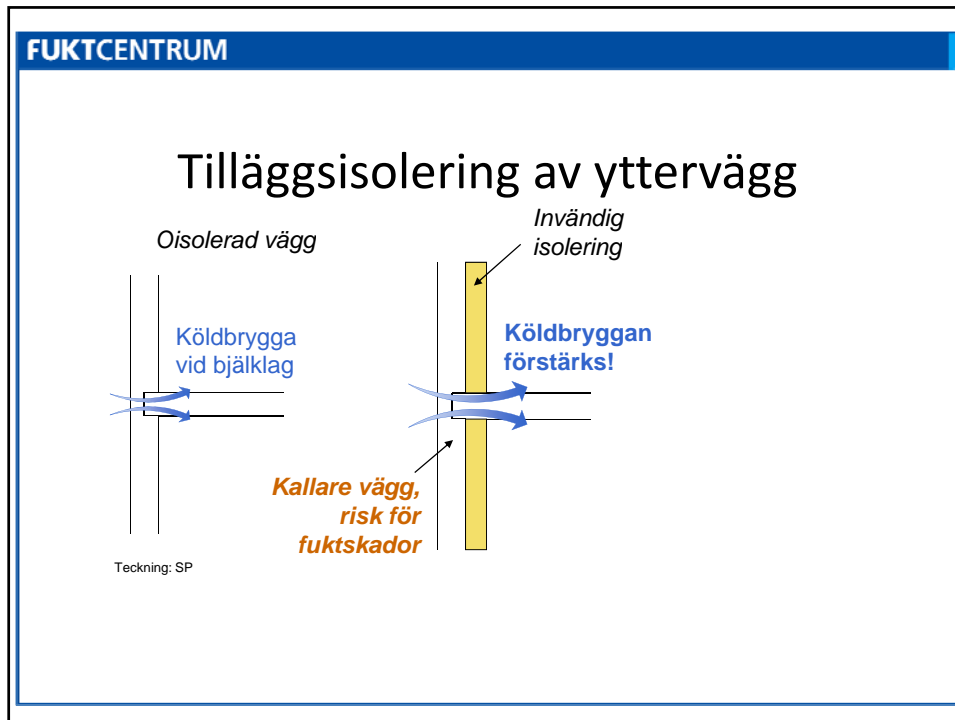 FUKTCENTRUM
Tilläggsisolering av yttervägg
Oisolerad vägg
Invändig
isolering
Köldbrygga
vid bjälklag
Köldbryggan
förstärks!
Kallare vägg,
risk för
fuktskador
Teckning: SP